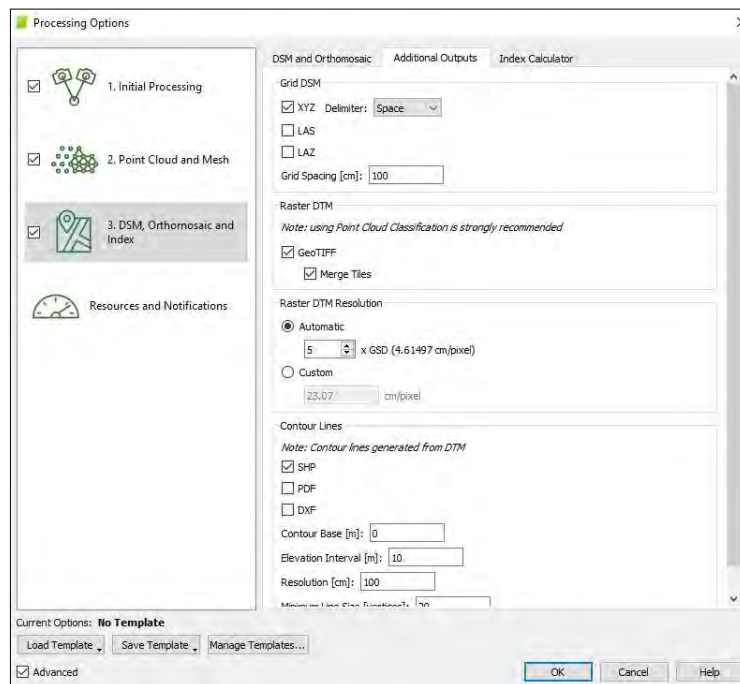 Processing Options
1. Initial Processing
2. Point Cloud and Mesh
3. DSM, Orthomosaic and
Index
Resources and Notifications
DSM and Orthomosaic Additional Outputs Index Calculator
Grid DSM
XYZ Delimiter: Space
LAS
LAZ
Grid Spacing [cm]: 100
Raster DTM
Note: using Point Cloud Classification is strongly recommended
GeoTIFF
Merge Tiles
Raster DTM Resolution
Automatic
5 x GSD (4.61497 cm/pixel)
Custom
23.07 cm/pixel
Contour Lines
Note: Contour lines generated from DTM
SHP
PDF
DXF
Contour Base [m]: 0
Elevation Interval [m]: 10
Resolution [cm]: 100
Minimum Line Size [vertices]: 20
Current Options: No Template
Load Template Save Template Manage Templates...
Advanced
OK Cancel Help